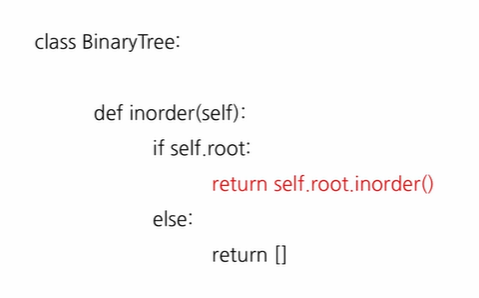 class BinaryTree:
def inorder(self):
if self.root:
return self.root.inorder()
else:
return []